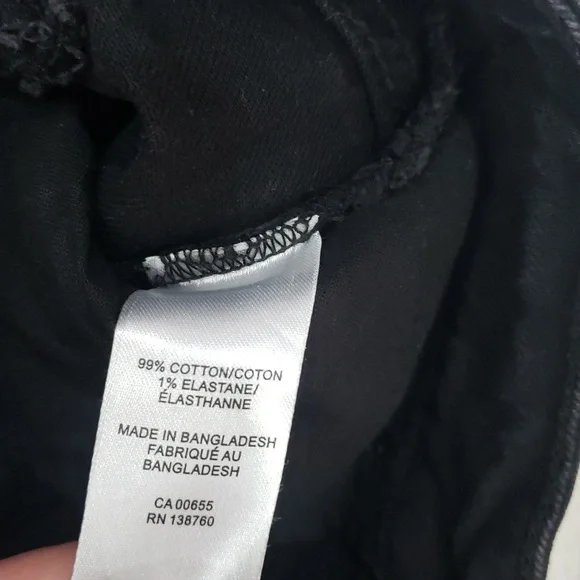 99% COTTON/COTON
1% ELASTANE/
ÉLASTHANNE
MADE IN BANGLADESH
FABRIQUÉ AU
BANGLADESH
CA 00655
RN 138760